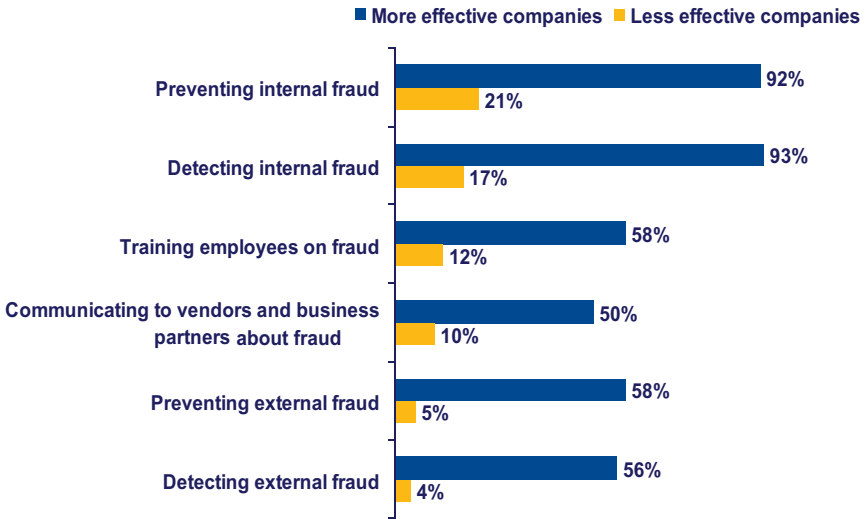 More effective companies Less effective companies
Preventing internal fraud 92%
21%
Detecting internal fraud 93%
17%
Training employees on fraud 58%
12%
Communicating to vendors and business
partners about fraud 50%
10%
Preventing external fraud 58%
5%
Detecting external fraud 56%
4%